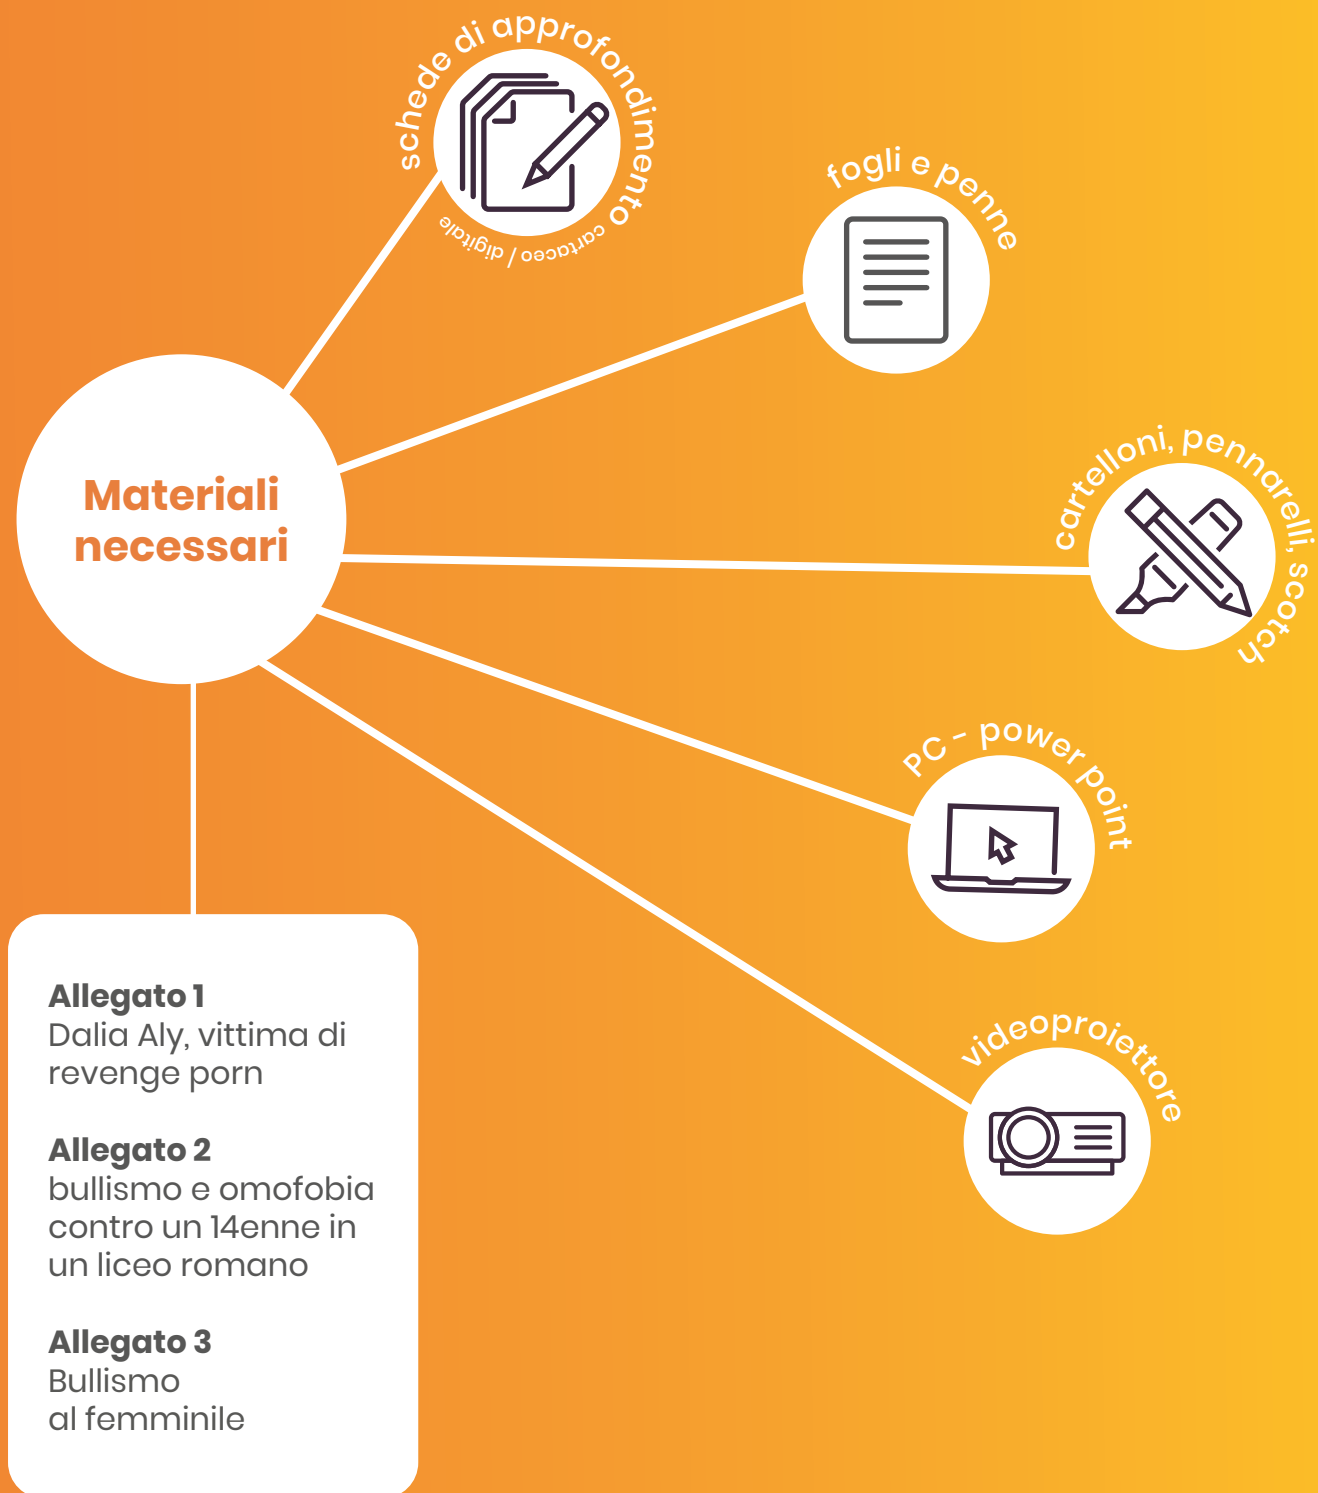 schede di approfondimento
cartaceo / digitale
fogli e penne
cartelloni, pennarelli, scotch
Materiali
necessari
PC - power point
videoproiettore
Allegato 1
Dalia Aly, vittima di
revenge porn
Allegato 2
bullismo e omofobia
contro un 14enne in
un liceo romano
Allegato 3
Bullismo
al femminile